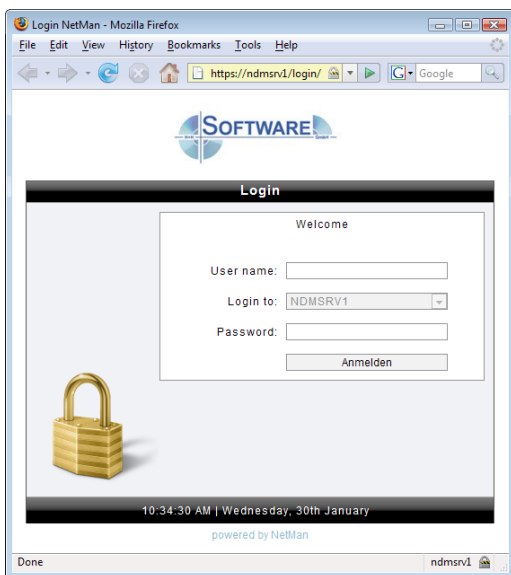 Login NetMan - Mozilla Firefox
File Edit View History Bookmarks Tools Help
https://ndmsrv1/login/ G Google
SOFTWARE
Login
Welcome
User name:
Login to: NDMSRV1
Password:
Anmelden
10:34:30 AM | Wednesday, 30th January
powered by NetMan
Done ndmsrv1